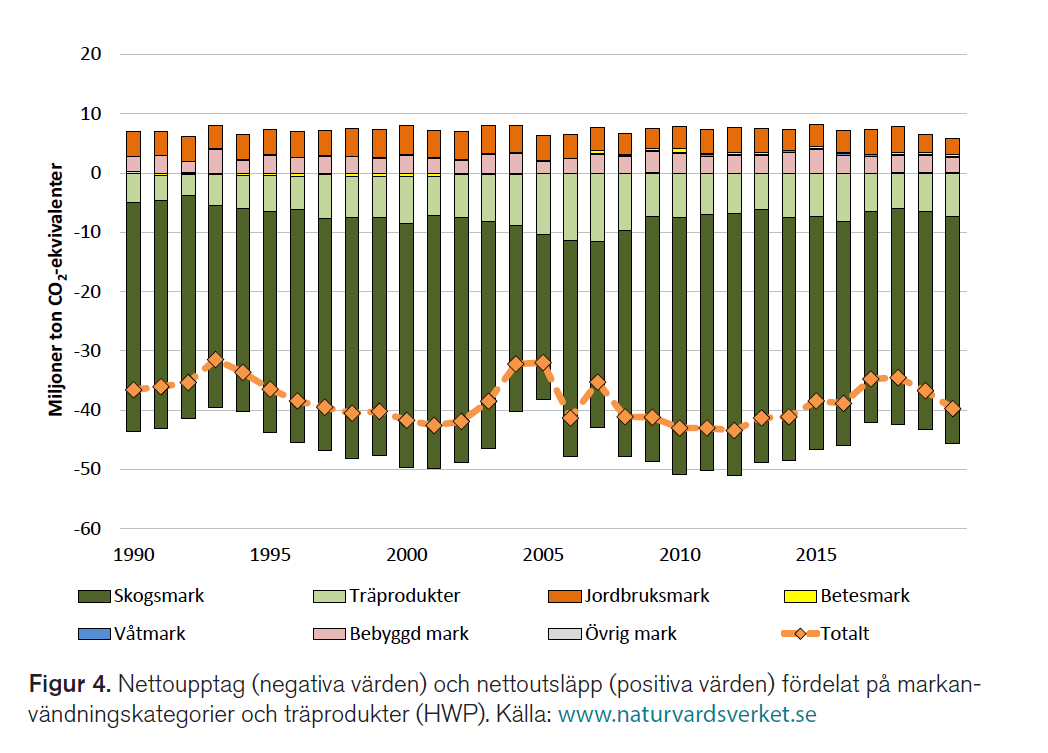 20
10
0
-10
-20
-30
-40
-50
-60
Miljoner ton CO₂-ekvivalenter
1990 1995 2000 2005 2010 2015
Skogsmark Träprodukter Jordbruksmark Betesmark
Våtmark Bebyggd mark Övrig mark Totalt
Figur 4. Nettoupptag (negativa värden) och nettoutsläpp (positiva värden) fördelat på markan-
vändningskategorier och träprodukter (HWP). Källa: www.naturvardsverket.se